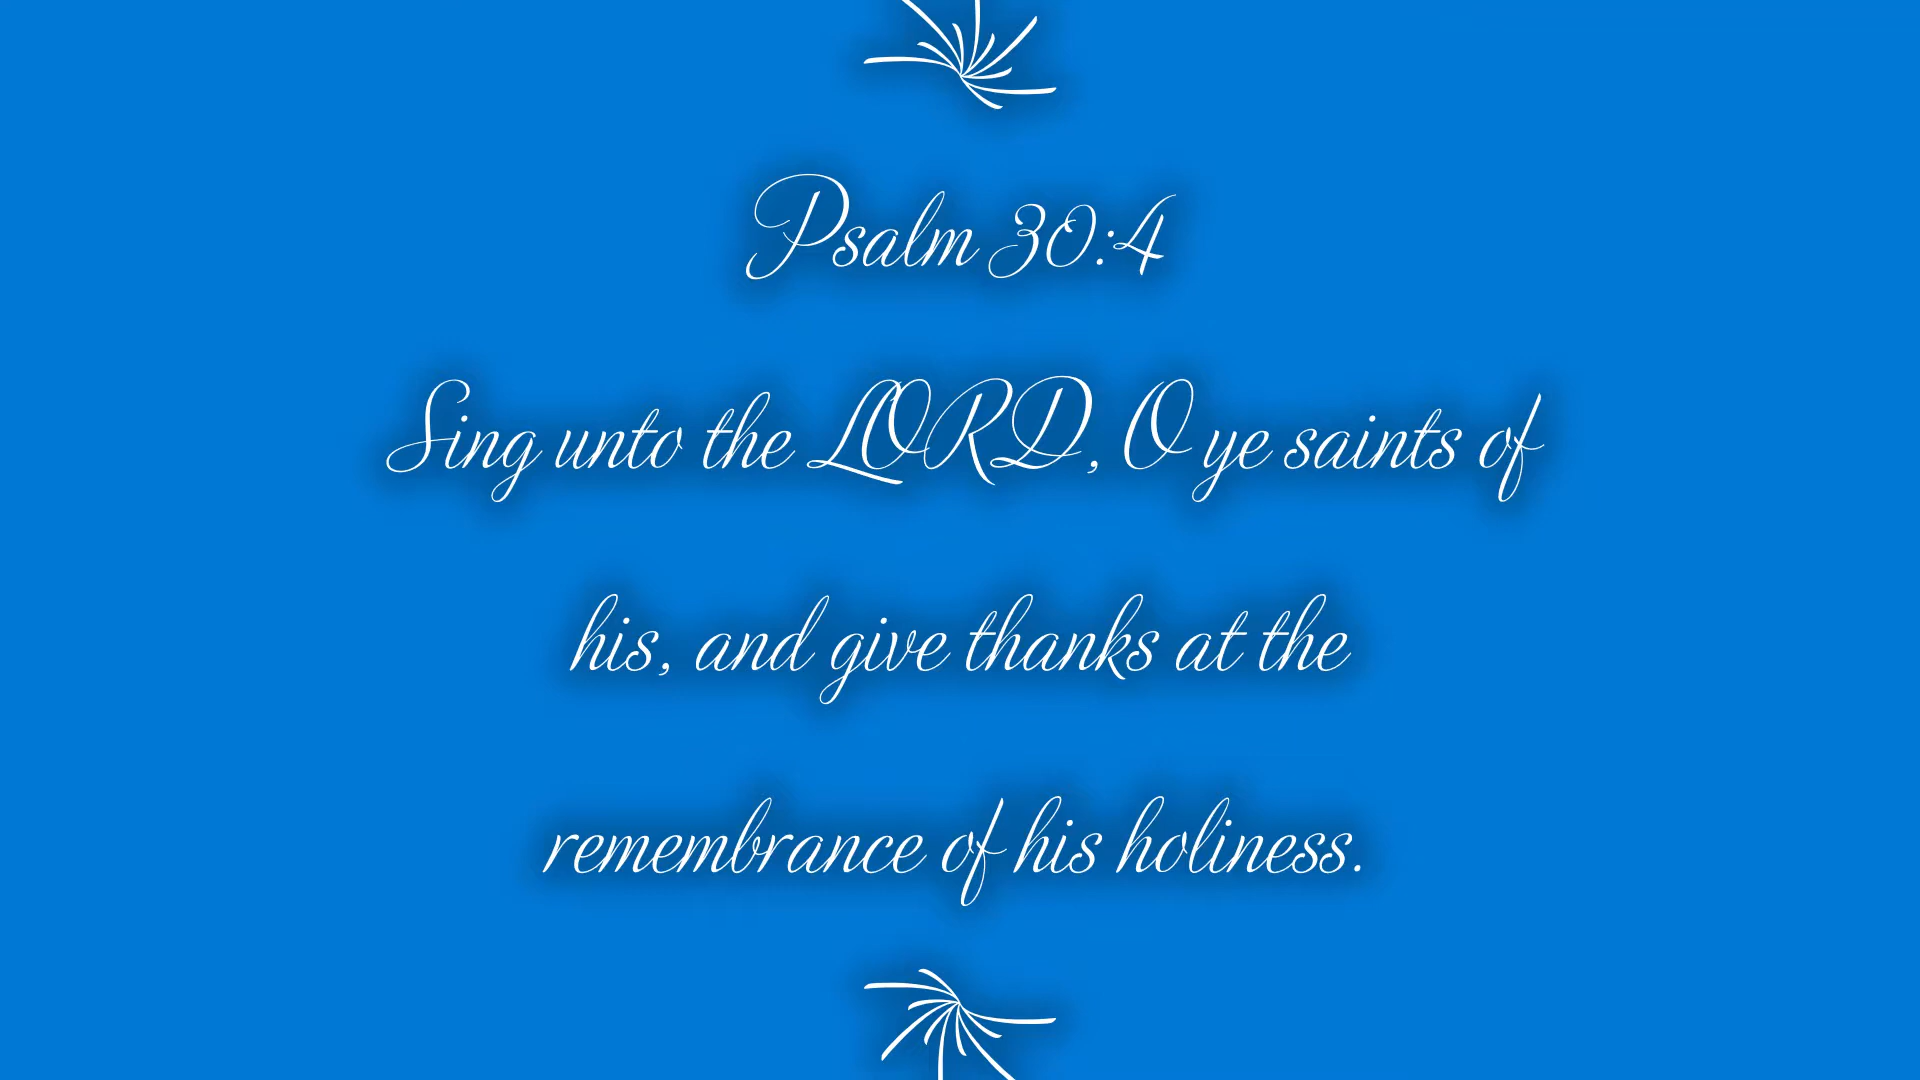 Psalm 30:4
Sing unto the LORD, O ye saints of
his, and give thanks at the
remembrance of his holiness.